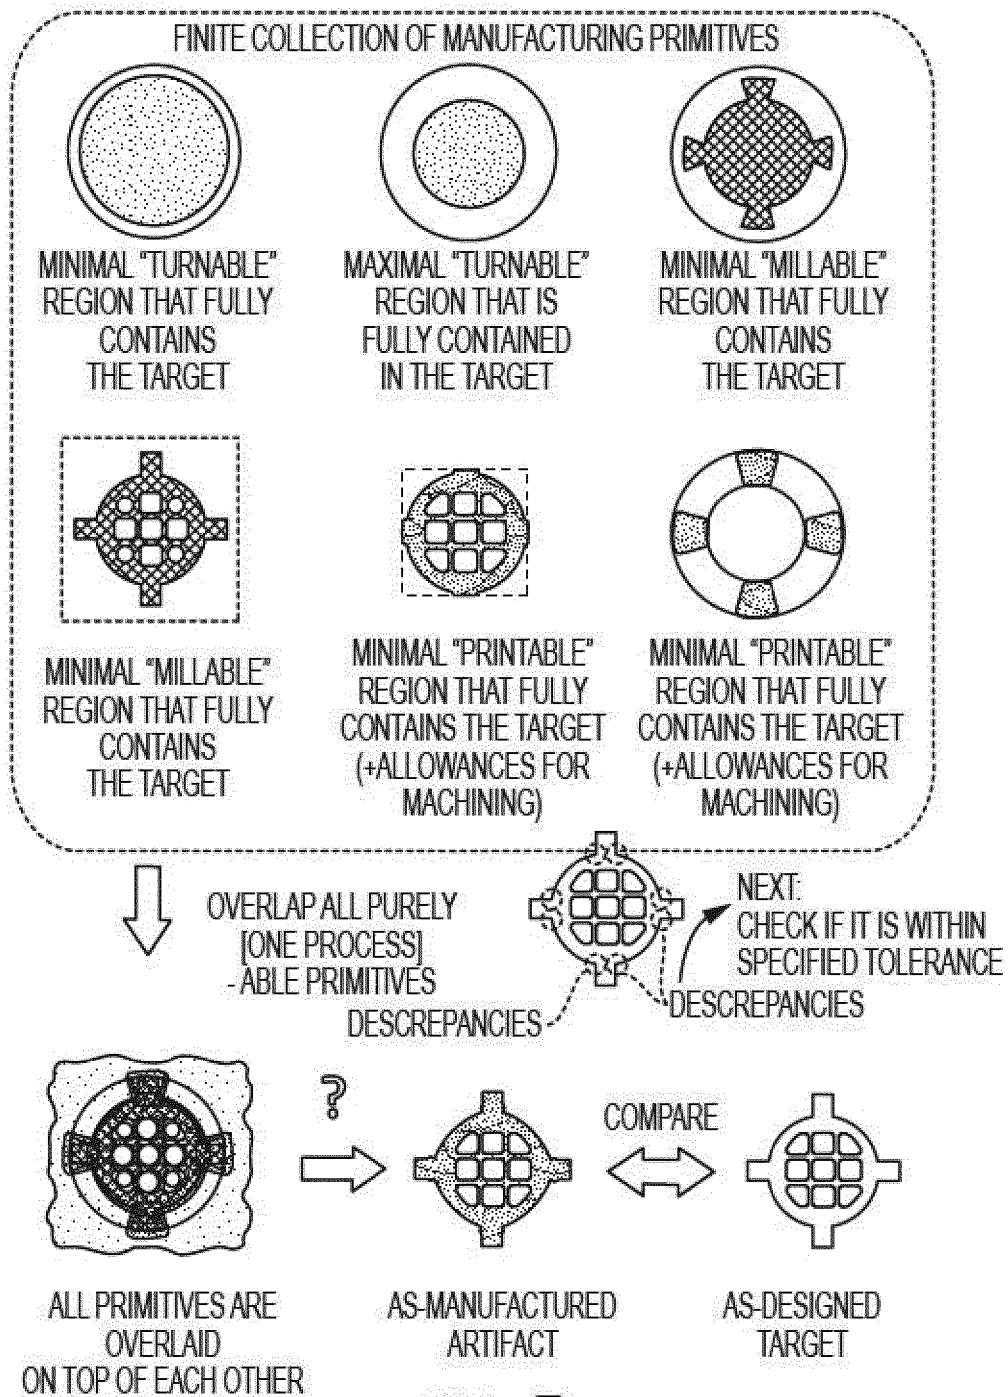 FINITE COLLECTION OF MANUFACTURING PRIMITIVES
MINIMAL "TURNABLE"
REGION THAT FULLY
CONTAINS
THE TARGET
MAXIMAL "TURNABLE"
REGION THAT IS
FULLY CONTAINED
IN THE TARGET
MINIMAL "MILLABLE"
REGION THAT FULLY
CONTAINS
THE TARGET
MINIMAL "MILLABLE"
REGION THAT FULLY
CONTAINS
THE TARGET
MINIMAL "PRINTABLE"
REGION THAT FULLY
CONTAINS THE TARGET
(+ALLOWANCES FOR
MACHINING)
MINIMAL "PRINTABLE"
REGION THAT FULLY
CONTAINS THE TARGET
(+ALLOWANCES FOR
MACHINING)
OVERLAP ALL PURELY
[ONE PROCESS]
- ABLE PRIMITIVES
NEXT:
CHECK IF IT IS WITHIN
SPECIFIED TOLERANCE
DESCREPANCIES
DESCREPANCIES
?
COMPARE
ALL PRIMITIVES ARE
OVERLAID
ON TOP OF EACH OTHER
AS-MANUFACTURED
ARTIFACT
AS-DESIGNED
TARGET